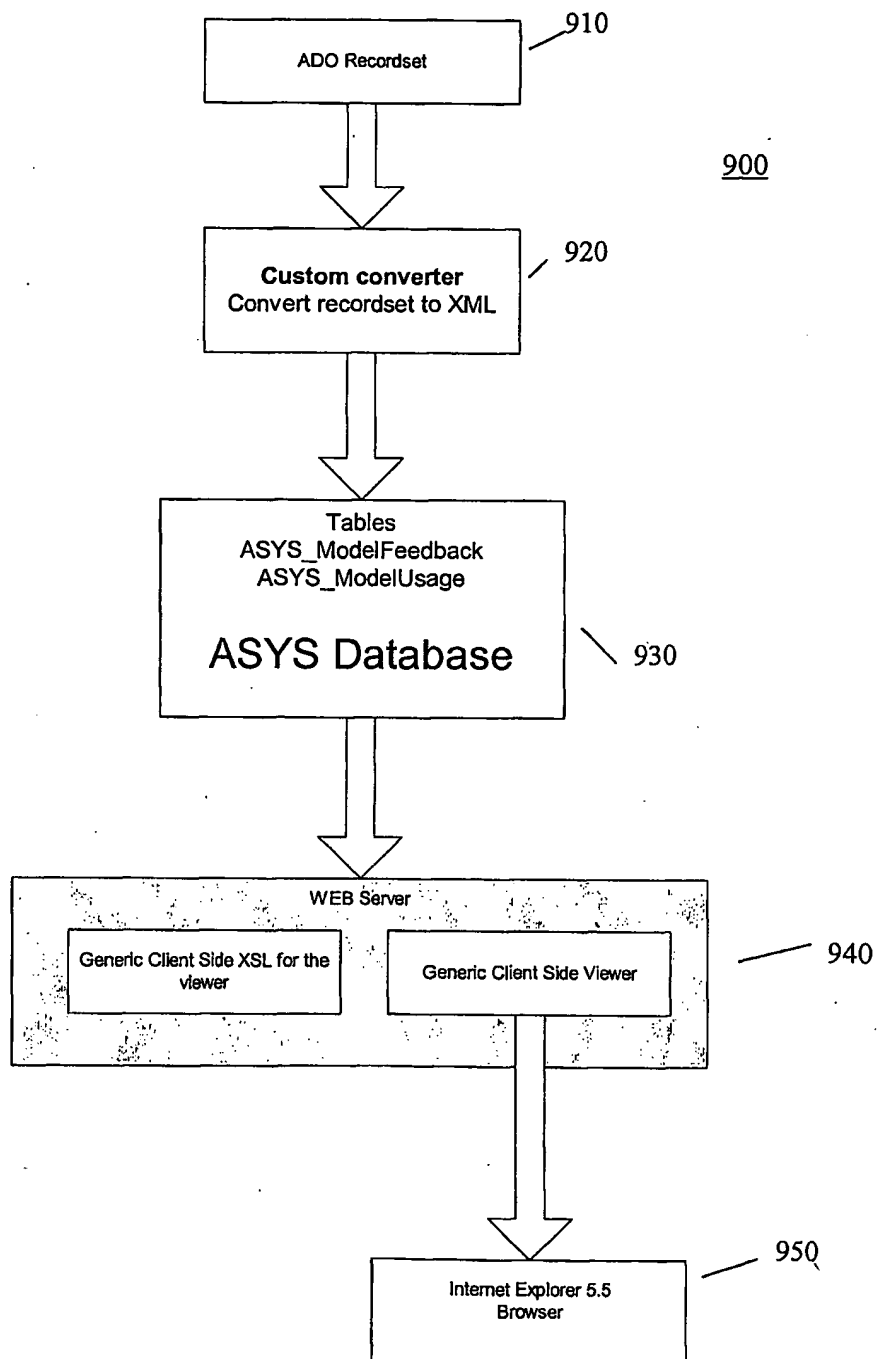 910
ADO Recordset
900
920
Custom converter
Convert recordset to XML
Tables
ASYS_ModelFeedback
ASYS_ModelUsage
ASYS Database
930
WEB Server
Generic Client Side XSL for the
viewer
Generic Client Side Viewer
940
950
Internet Explorer 5.5
Browser